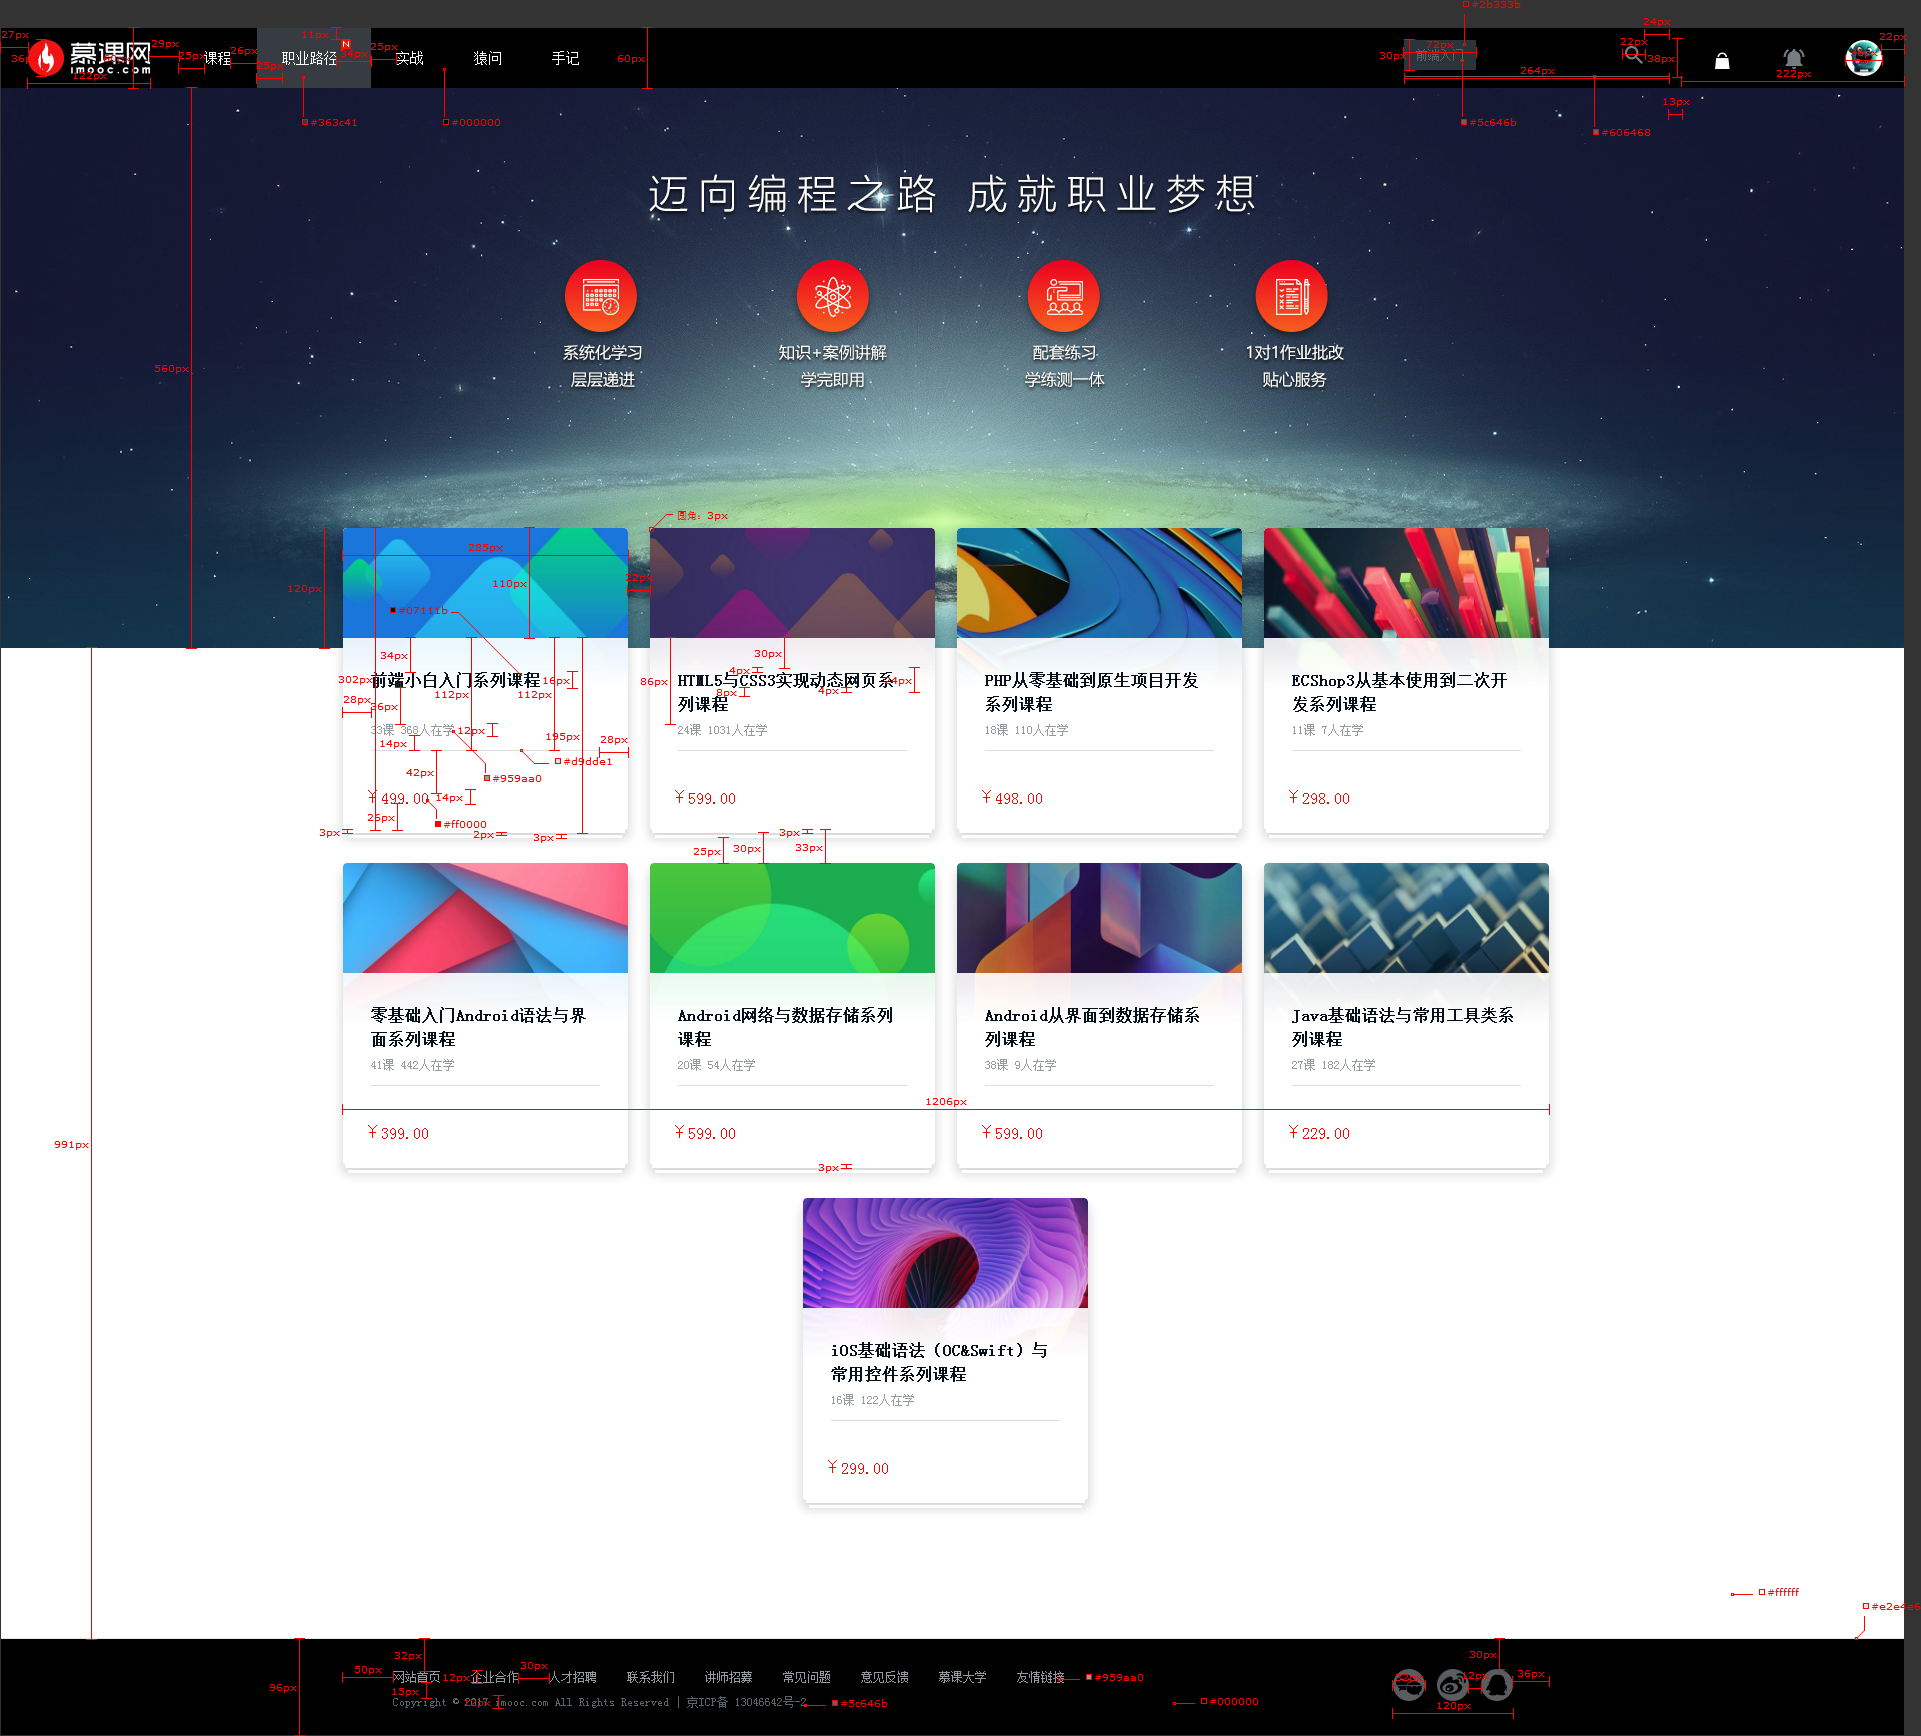 #2b333b
27px
29px
25px
26px
11px
25px
60px
30px
72px
264px
24px
22px
38px
22px
222px
13px
122px
25px
慕课网
imooc.com
课程
职业路径
实战
猿问
手记
前端入门
#363c41
#000000
#5c646b
#606468
迈向编程之路 成就职业梦想
系统化学习
层层递进
知识+案例讲解
学完即用
配套练习
学练测一体
1对1作业批改
贴心服务
560px
圆角: 3px
285px
110px
22px
120px
#07111b
34px
30px
302px
112px
112px
16px
86px
4px
8px
4px
14px
28px
36px
前端小白入门系列课程
33课 368人在学
12px
14px
195px
28px
#d9dde1
42px
#959aa0
¥ 499.00
14px
26px
#ff0000
3px
2px
3px
HTML5与CSS3实现动态网页系
列课程
24课 1031人在学
¥ 599.00
PHP从零基础到原生项目开发
系列课程
18课 110人在学
¥ 498.00
ECShop3从基本使用到二次开
发系列课程
11课 7人在学
¥ 298.00
25px
30px
3px
33px
零基础入门Android语法与界
面系列课程
41课 442人在学
¥ 399.00
Android网络与数据存储系列
课程
20课 54人在学
¥ 599.00
Android从界面到数据存储系
列课程
38课 9人在学
¥ 599.00
Java基础语法与常用工具类系
列课程
27课 182人在学
¥ 229.00
1206px
991px
3px
iOS基础语法（OC&Swift）与
常用控件系列课程
16课 122人在学
¥ 299.00
#ffffff
32px
50px
12px
30px
30px
36px
网站首页 企业合作 人才招聘 联系我们 讲师招募 常见问题 意见反馈 慕课大学 友情链接
#959aa0
96px
15px
Copyright © 2017 imooc.com All Rights Reserved | 京ICP备 13046642号-2
#5c646b
#000000
120px